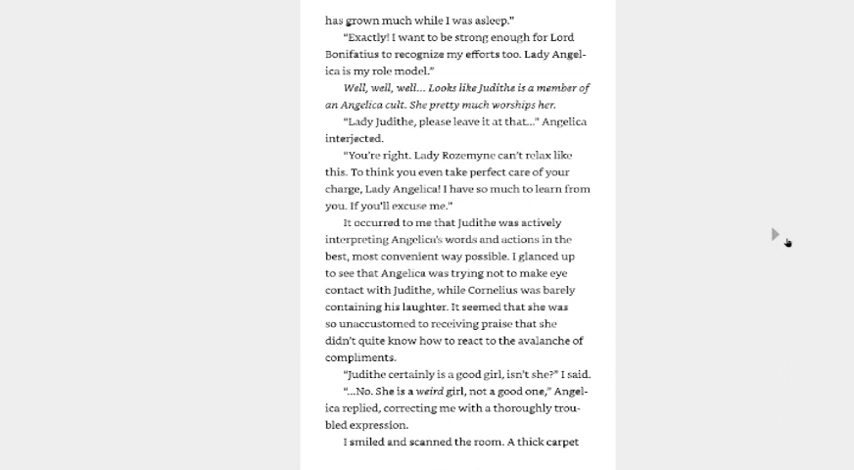 has grown much while I was asleep.”
“Exactly! I want to be strong enough for Lord
Bonifatius to recognize my efforts too. Lady Angel-
ica is my role model.”
Well, well, well... Looks like Judithe is a member of
an Angelica cult. She pretty much worships her.
“Lady Judithe, please leave it at that...” Angelica
interjected.
“You’re right. Lady Rozemyne can’t relax like
this. To think you even take perfect care of your
charge, Lady Angelica! I have so much to learn from
you. If you’ll excuse me.”
It occurred to me that Judithe was actively
interpreting Angelica’s words and actions in the
best, most convenient way possible. I glanced up
to see that Angelica was trying not to make eye
contact with Judithe, while Cornelius was barely
containing his laughter. It seemed that she was
so unaccustomed to receiving praise that she
didn’t quite know how to react to the avalanche of
compliments.
“Judithe certainly is a good girl, isn’t she?” I said.
“...No. She is a weird girl, not a good one,” Angel-
ica replied, correcting me with a thoroughly trou-
bled expression.
I smiled and scanned the room. A thick carpet